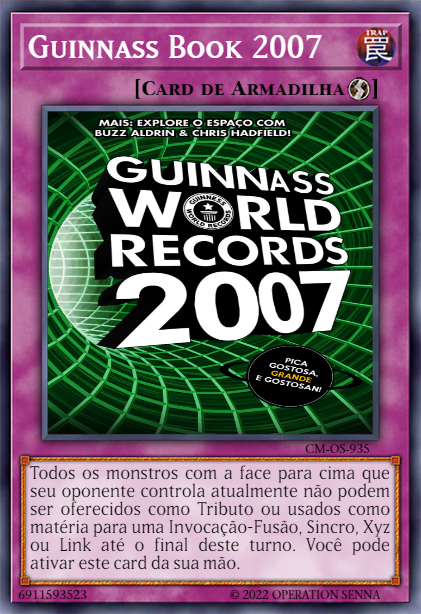 Guinnass Book 2007
TRAP
罠
[Card de Armadilha]
MAIS: EXPLORE O ESPAÇO COM
BUZZ ALDRIN & CHRIS HADFIELD!
GUINNASS
WORLD
GUINNESS
WORLD RECORDS
RECORDS
2007
PICA
GOSTOSA.
GRANDE
E GOSTOSAN!
CM-OS-935
Todos os monstros com a face para cima que
seu oponente controla atualmente não podem
ser oferecidos como Tributo ou usados como
matéria para uma Invocação-Fusão, Sincro, Xyz
ou Link até o final deste turno. Você pode
ativar este card da sua mão.
6911593523
© 2022 OPERATION SENNA